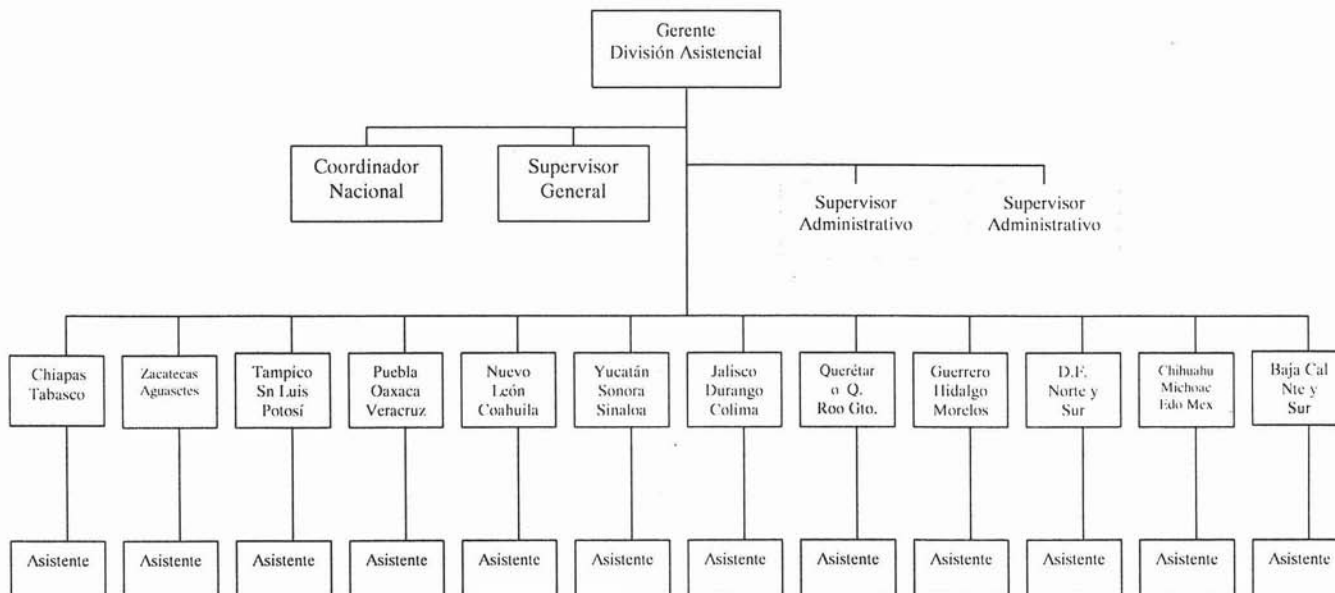 Gerente
División Asistencial
Coordinador
Nacional
Supervisor
General
Supervisor
Administrativo
Supervisor
Administrativo
Chiapas
Tabasco
Zacatecas
Aguasctes
Tampico
Sn Luis
Potosí
Puebla
Oaxaca
Veracruz
Nuevo
León
Coahuila
Yucatán
Sonora
Sinaloa
Jalisco
Durango
Colima
Querétar
o Q.
Roo Gto.
Guerrero
Hidalgo
Morelos
D.F.
Norte y
Sur
Chihuahu
Michoac
Edo Mex
Baja Cal
Nte y
Sur
Asistente
Asistente
Asistente
Asistente
Asistente
Asistente
Asistente
Asistente
Asistente
Asistente
Asistente
Asistente